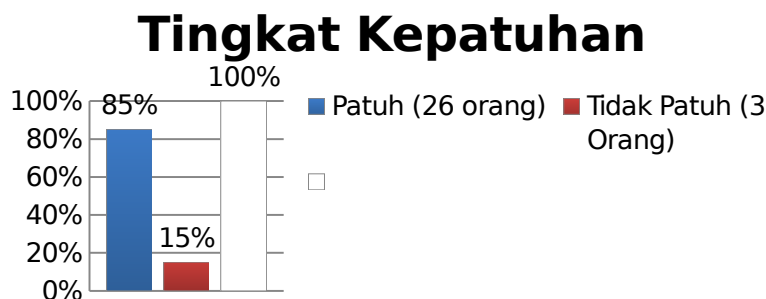 Tingkat Kepatuhan
100%
85%
15%
100%
80%
60%
40%
20%
0%
Patuh (26 orang)
Tidak Patuh (3
Orang)